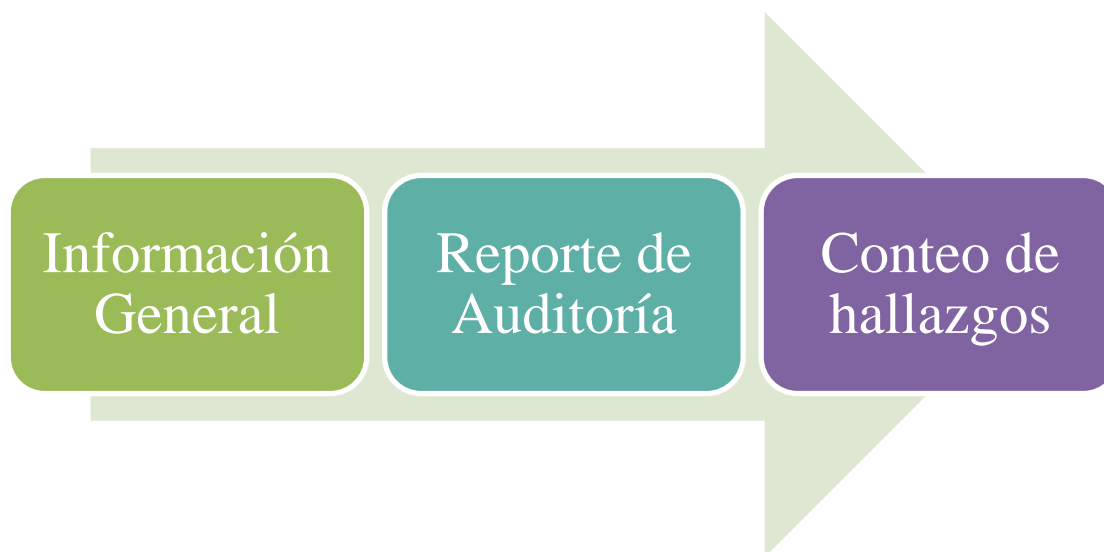 Información
General
Reporte de
Auditoría
Conteo de
hallazgos